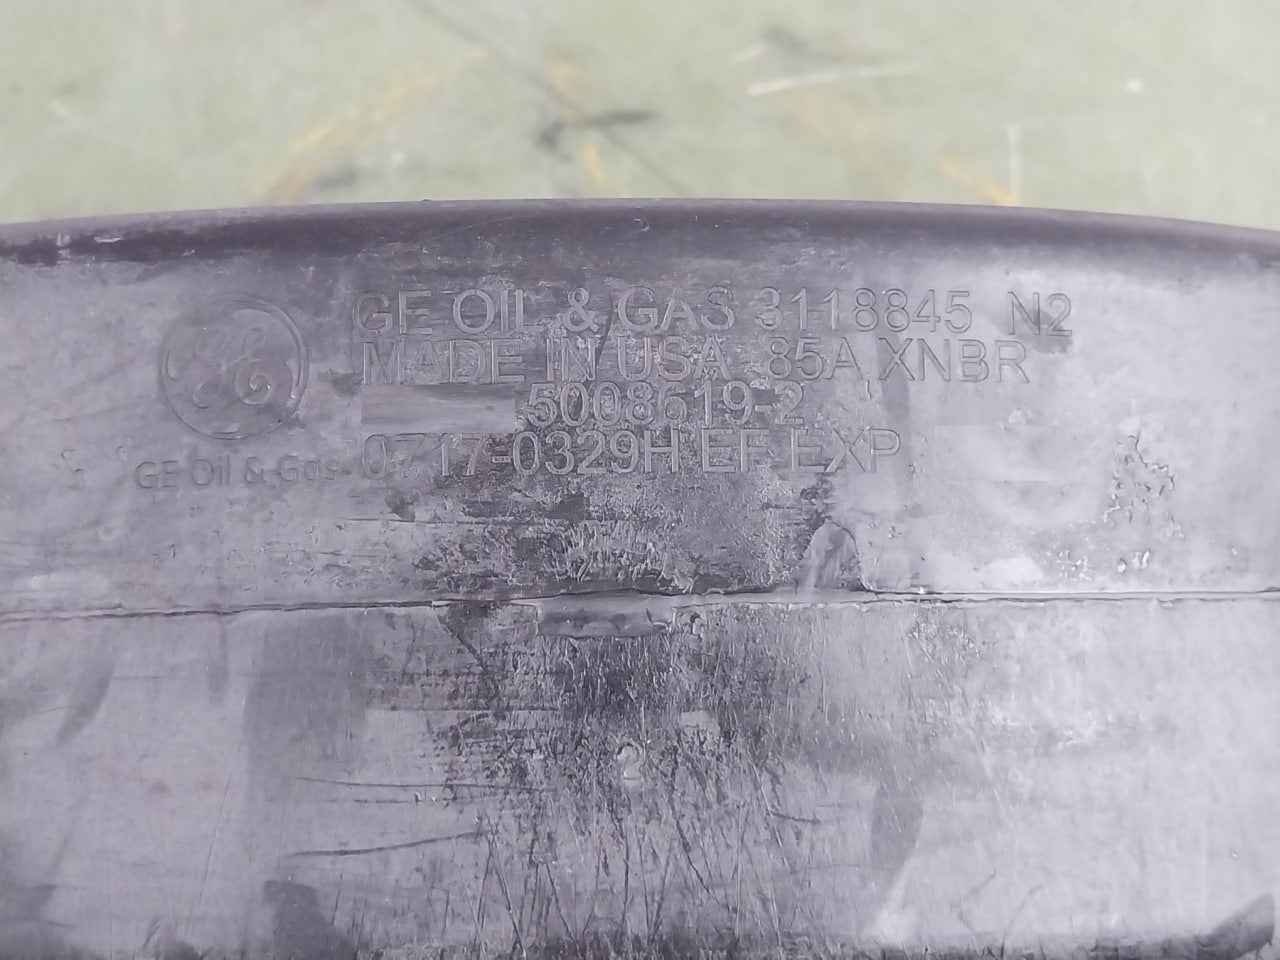 GE OIL & GAS 3118845 N2
MADE IN USA 85A XNBR
5008619-2
0717-0329H EF EXP
GE Oil & Gas